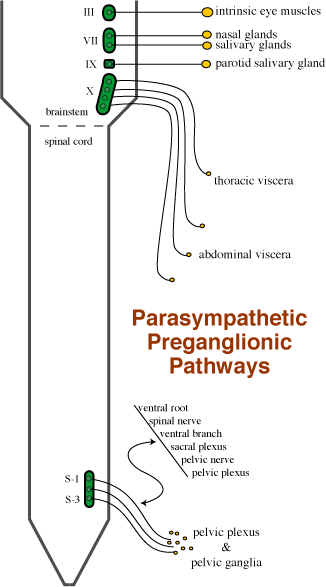 III
intrinsic eye muscles
VII
nasal glands
salivary glands
IX
parotid salivary gland
X
brainstem
spinal cord
thoracic viscera
abdominal viscera
Parasympathetic
Preganglionic
Pathways
ventral root
spinal nerve
ventral branch
sacral plexus
pelvic nerve
pelvic plexus
S-1
S-3
pelvic plexus
&
pelvic ganglia